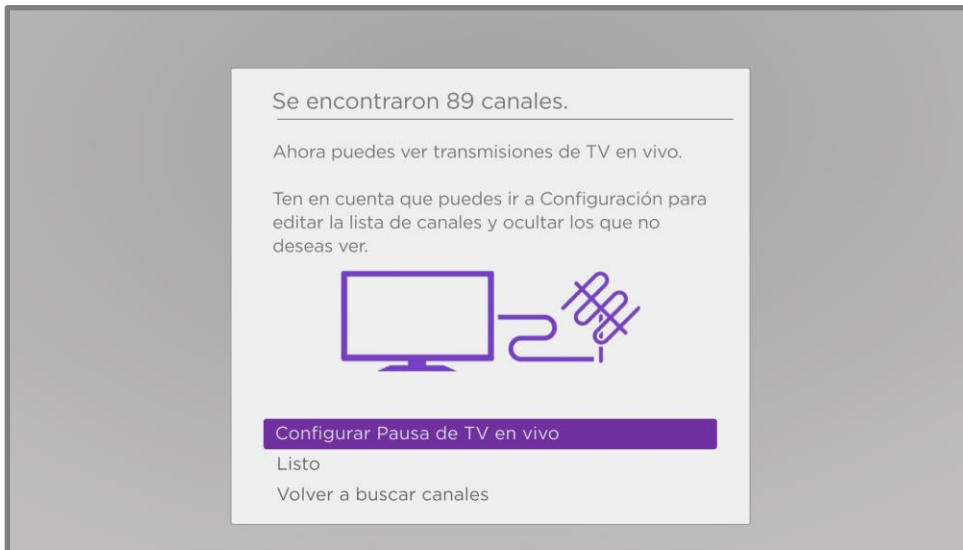 Se encontraron 89 canales.
Ahora puedes ver transmisiones de TV en vivo.
Ten en cuenta que puedes ir a Configuración para
editar la lista de canales y ocultar los que no
deseas ver.
Configurar Pausa de TV en vivo
Listo
Volver a buscar canales